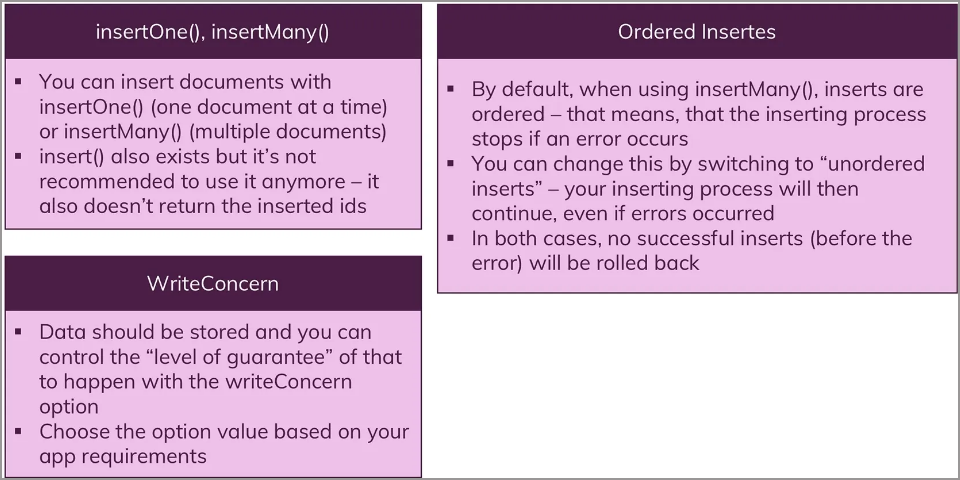 insertOne(), insertMany()
▪ You can insert documents with
insertOne() (one document at a time)
or insertMany() (multiple documents)
▪ insert() also exists but it’s not
recommended to use it anymore – it
also doesn’t return the inserted ids
WriteConcern
▪ Data should be stored and you can
control the “level of guarantee” of that
to happen with the writeConcern
option
▪ Choose the option value based on your
app requirements
Ordered Insertes
▪ By default, when using insertMany(), inserts are
ordered – that means, that the inserting process
stops if an error occurs
▪ You can change this by switching to “unordered
inserts” – your inserting process will then
continue, even if errors occurred
▪ In both cases, no successful inserts (before the
error) will be rolled back